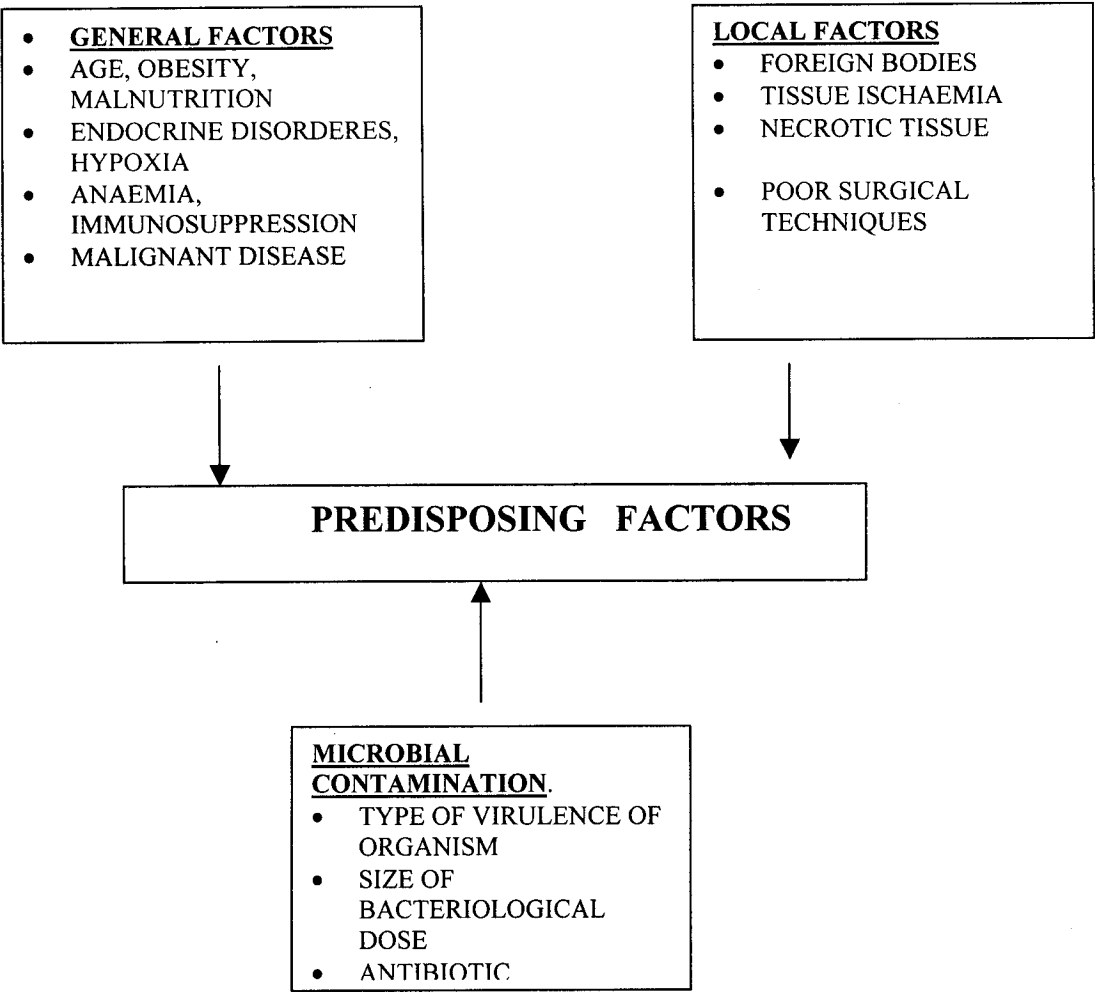 • GENERAL FACTORS
• AGE, OBESITY,
MALNUTRITION
• ENDOCRINE DISORDERES,
HYPOXIA
• ANAEMIA,
IMMUNOSUPPRESSION
• MALIGNANT DISEASE
LOCAL FACTORS
• FOREIGN BODIES
• TISSUE ISCHAEMIA
• NECROTIC TISSUE
• POOR SURGICAL
TECHNIQUES
PREDISPOSING FACTORS
MICROBIAL
CONTAMINATION.
• TYPE OF VIRULENCE OF
ORGANISM
• SIZE OF
BACTERIOLOGICAL
DOSE
• ANTIBIOTIC